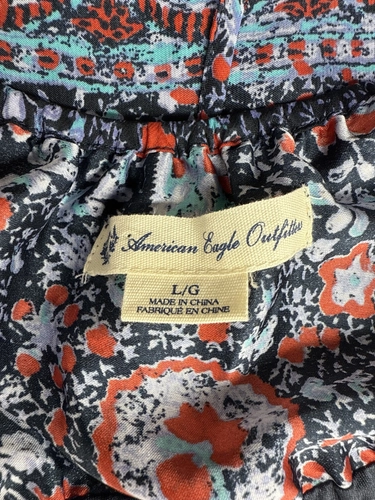 American Eagle Outfitters
L/G
MADE IN CHINA
FABRIQUÉ EN CHINE